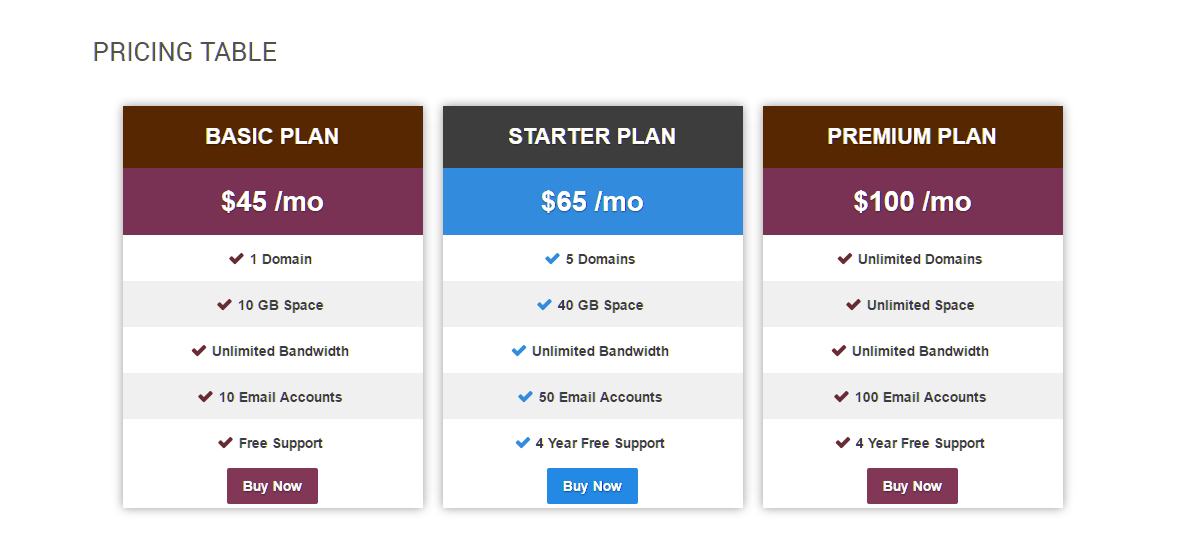 PRICING TABLE
BASIC PLAN
$45 /mo
1 Domain
10 GB Space
Unlimited Bandwidth
10 Email Accounts
Free Support
Buy Now
STARTER PLAN
$65 /mo
5 Domains
40 GB Space
Unlimited Bandwidth
50 Email Accounts
4 Year Free Support
Buy Now
PREMIUM PLAN
$100 /mo
Unlimited Domains
Unlimited Space
Unlimited Bandwidth
100 Email Accounts
4 Year Free Support
Buy Now